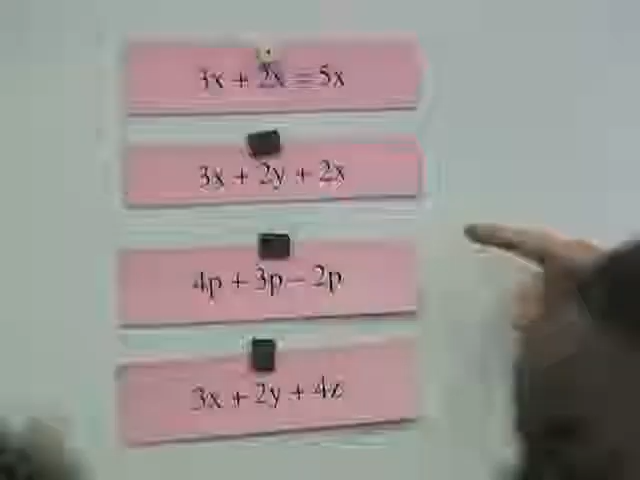 3x + 2x = 5x
3x + 2y + 2x
4p + 3p − 2p
3x + 2y + 4z